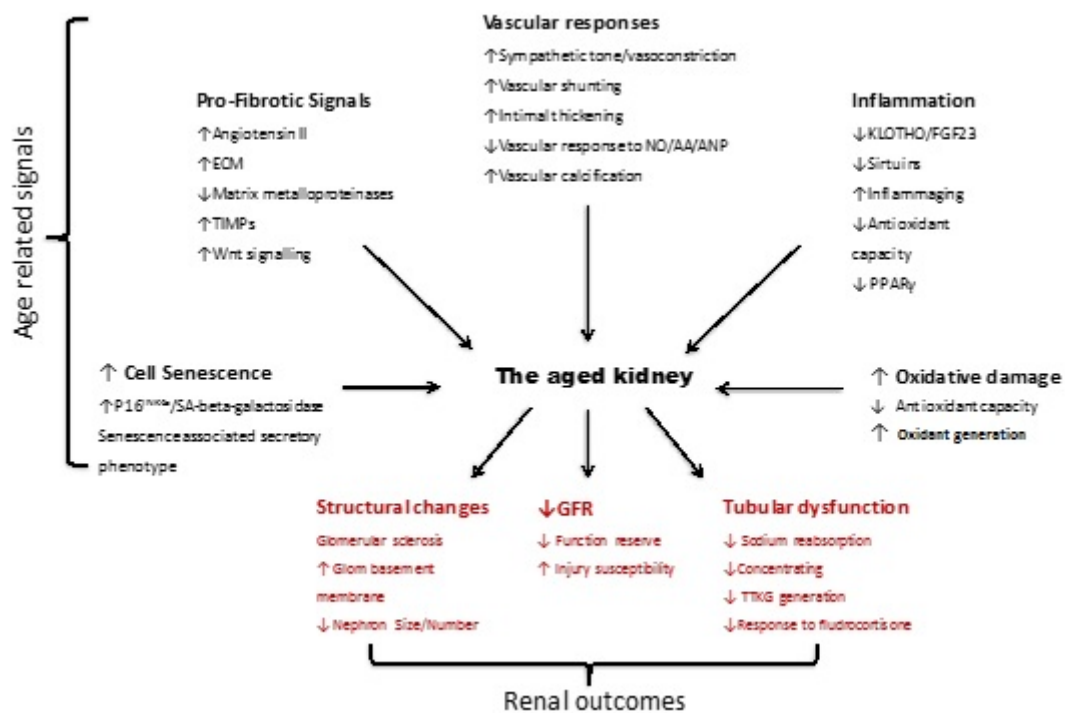 Vascular responses
↑Sympathetic tone/vasoconstriction
↑Vascular shunting
↑Intimal thickening
↓Vascular response to NO/AA/ANP
↑Vascular calcification
Pro-Fibrotic Signals
↑Angiotensin II
↑ECM
↓Matrix metalloproteinases
↑TIMPs
↑Wnt signalling
Inflammation
↓KLOTHO/FGF23
↓Sirtuins
↑Inflammaging
↓Antioxidant
capacity
↓PPARγ
Age related signals
↑ Cell Senescence
↑P16 /SA-beta-galactosidase
Senescence associated secretory
phenotype
The aged kidney
↑ Oxidative damage
↓ Antioxidant capacity
↑ Oxidant generation
Structural changes
Glomerular sclerosis
↑ Glom basement
membrane
↓ Nephron Size/Number
↓GFR
↓ Function reserve
↑ Injury susceptibility
Tubular dysfunction
↓ Sodium reabsorption
↓Concentrating
↓ TTKG generation
↓Response to fludrocortisone
Renal outcomes